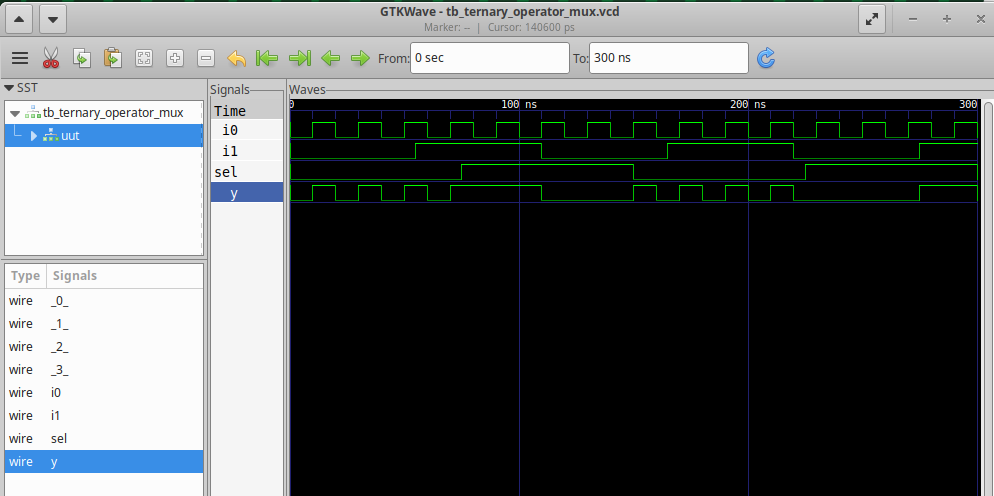 GTKWave - tb_ternary_operator_mux.vcd
Marker: -- | Cursor: 140600 ps
From: 0 sec To: 300 ns
SST
tb_ternary_operator_mux
uut
Type Signals
wire _0_
wire _1_
wire _2_
wire _3_
wire i0
wire i1
wire sel
wire y
Signals
Time
i0
i1
sel
y
Waves
0 100 ns 200 ns 300